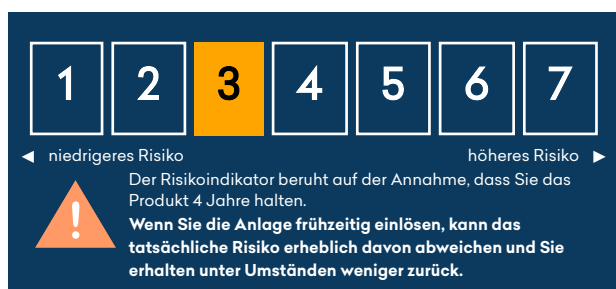 1 2 3 4 5 6 7
◄ niedrigeres Risiko höheres Risiko ►
Der Risikoindikator beruht auf der Annahme, dass Sie das
Produkt 4 Jahre halten.
Wenn Sie die Anlage frühzeitig einlösen, kann das
tatsächliche Risiko erheblich davon abweichen und Sie
erhalten unter Umständen weniger zurück.